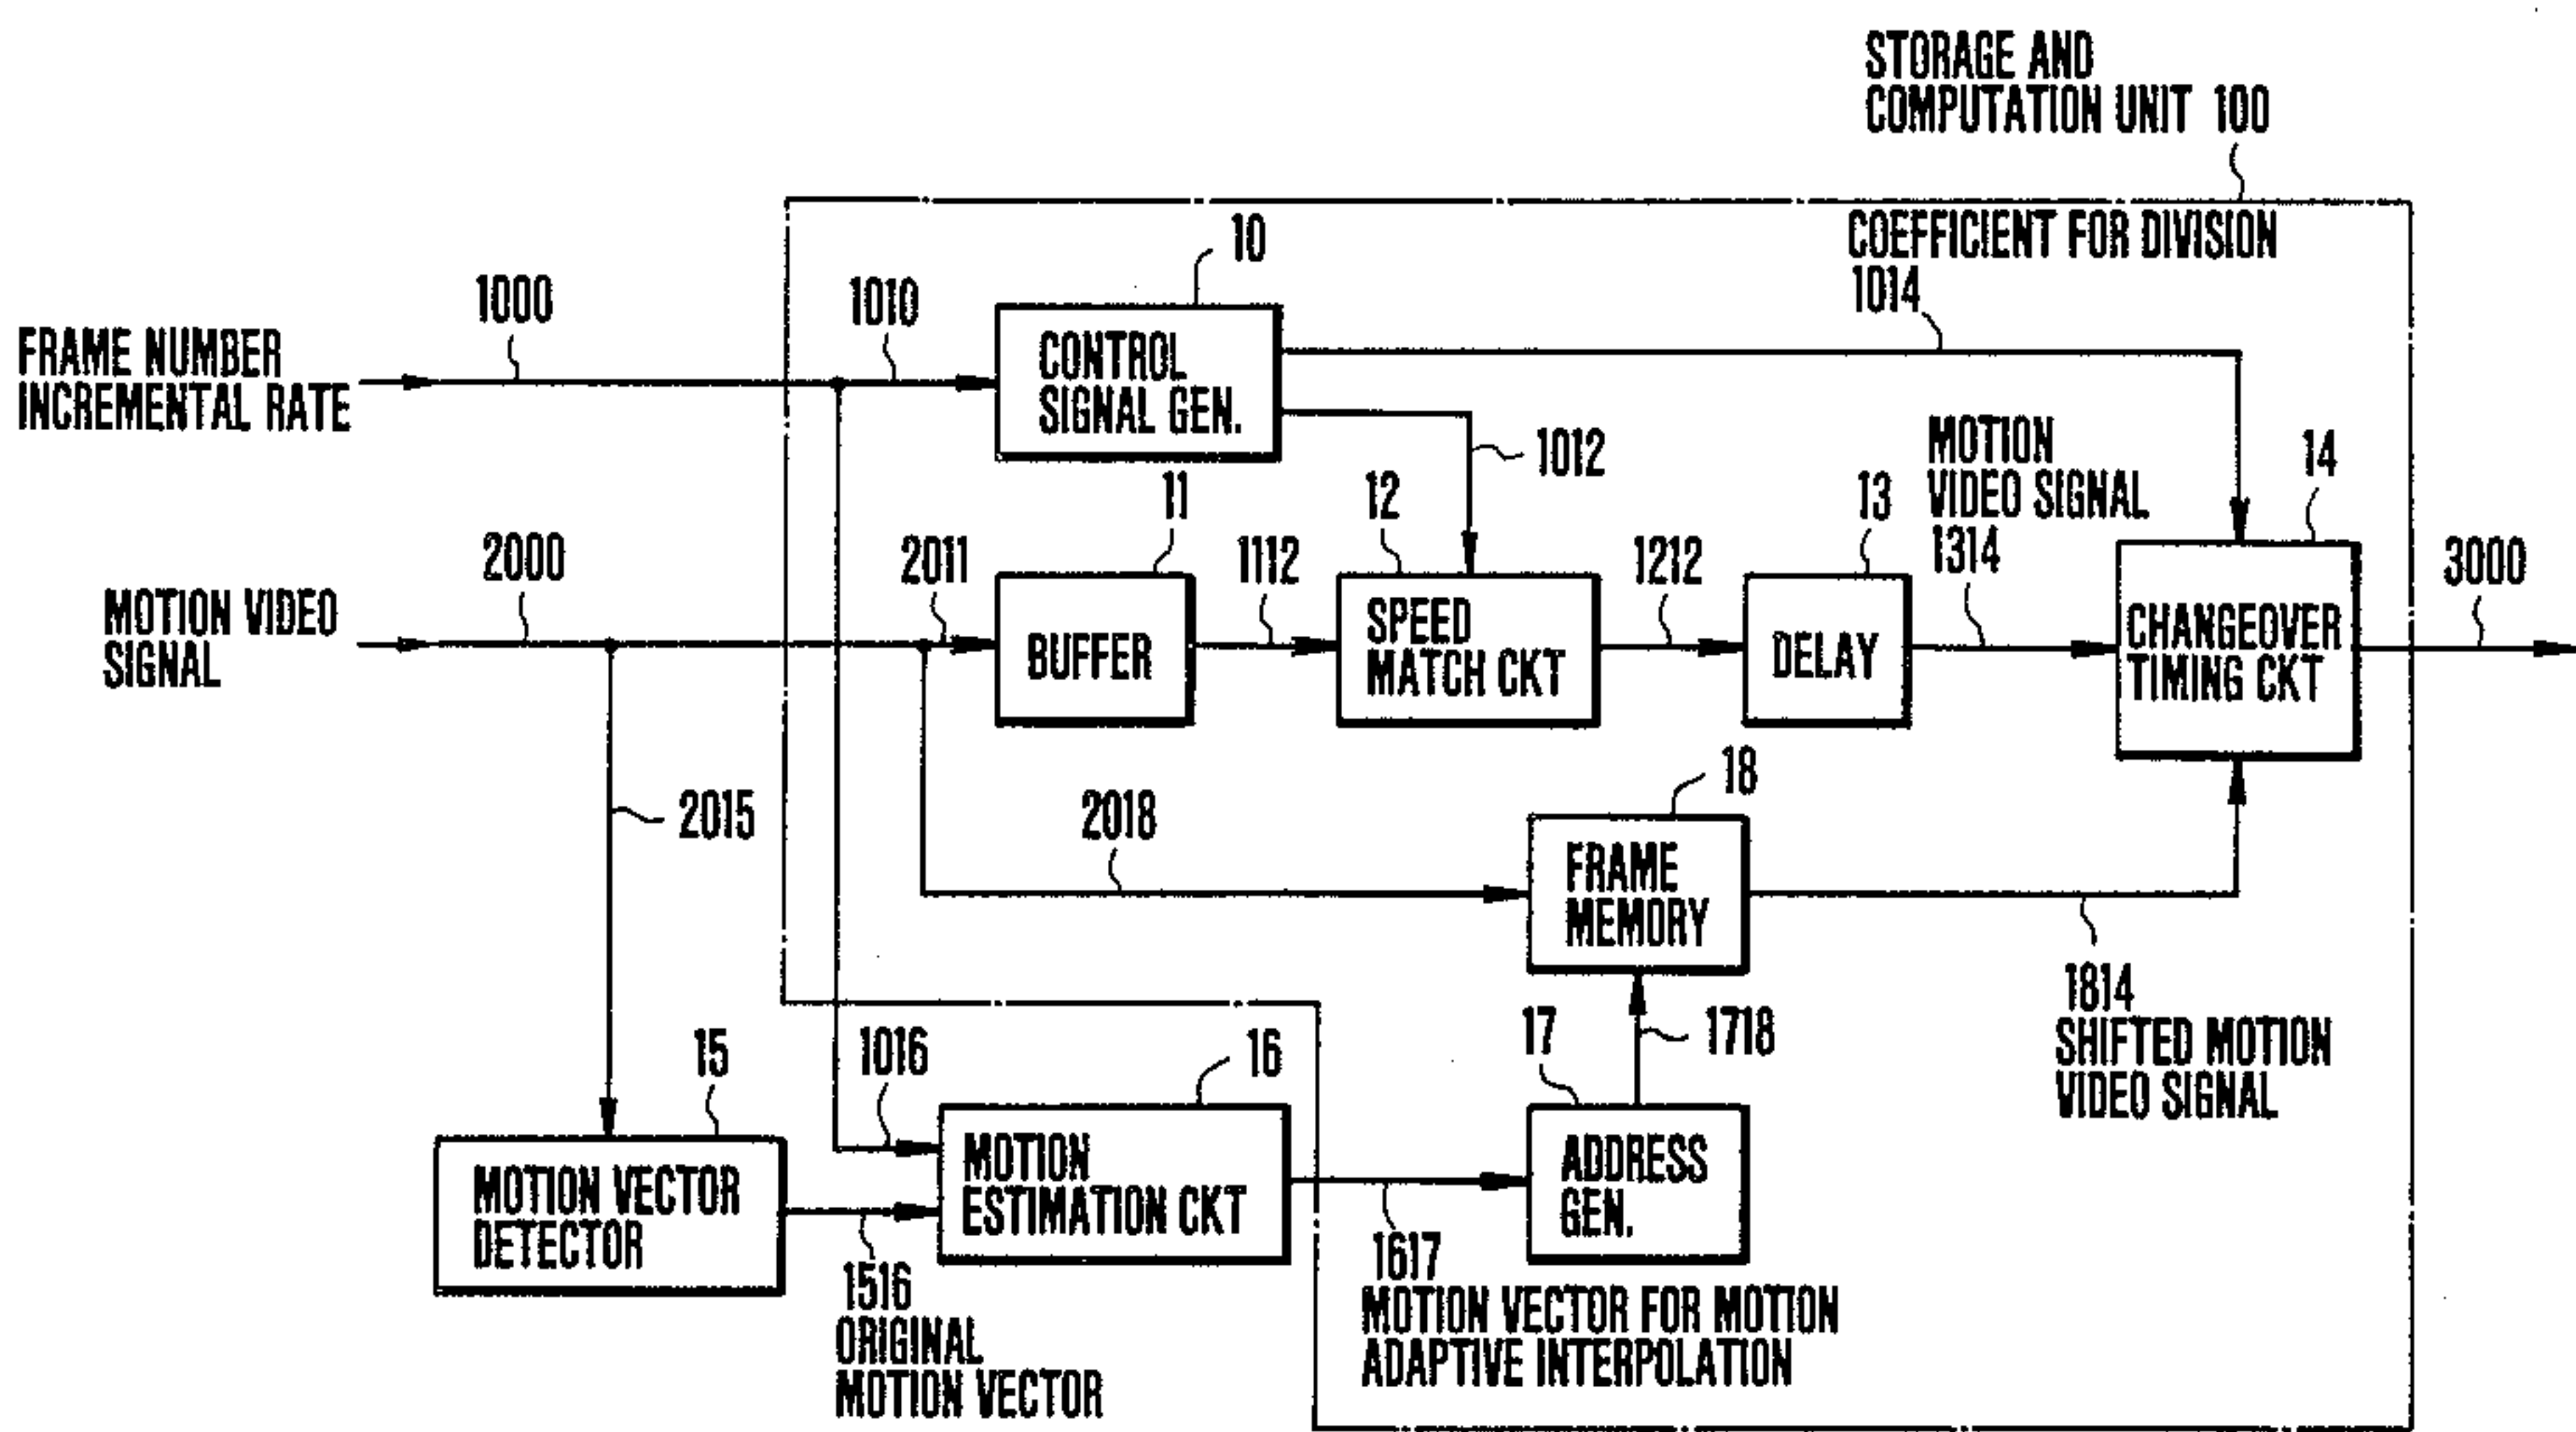 STORAGE AND
COMPUTATION UNIT 100
COEFFICIENT FOR DIVISION
1014
10
1000
1010
FRAME NUMBER
INCREMENTAL RATE
CONTROL
SIGNAL GEN.
1012
MOTION
VIDEO SIGNAL
1314
14
11
12
13
2000
2011
1112
1212
3000
MOTION VIDEO
SIGNAL
BUFFER
SPEED
MATCH CKT
DELAY
CHANGEOVER
TIMING CKT
2015
2018
18
FRAME
MEMORY
1814
SHIFTED MOTION
VIDEO SIGNAL
15
1016
16
17
1718
MOTION VECTOR
DETECTOR
MOTION
ESTIMATION CKT
ADDRESS
GEN.
1516
ORIGINAL
MOTION VECTOR
1617
MOTION VECTOR FOR MOTION
ADAPTIVE INTERPOLATION